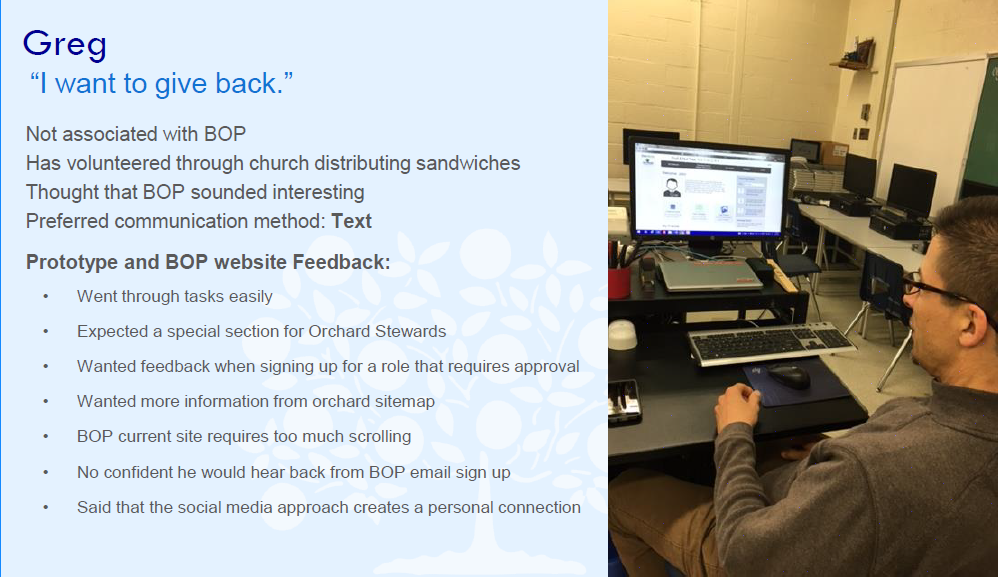 Greg
“I want to give back.”
Not associated with BOP
Has volunteered through church distributing sandwiches
Thought that BOP sounded interesting
Preferred communication method: Text
Prototype and BOP website Feedback:
• Went through tasks easily
• Expected a special section for Orchard Stewards
• Wanted feedback when signing up for a role that requires approval
• Wanted more information from orchard sitemap
• BOP current site requires too much scrolling
• No confident he would hear back from BOP email sign up
• Said that the social media approach creates a personal connection